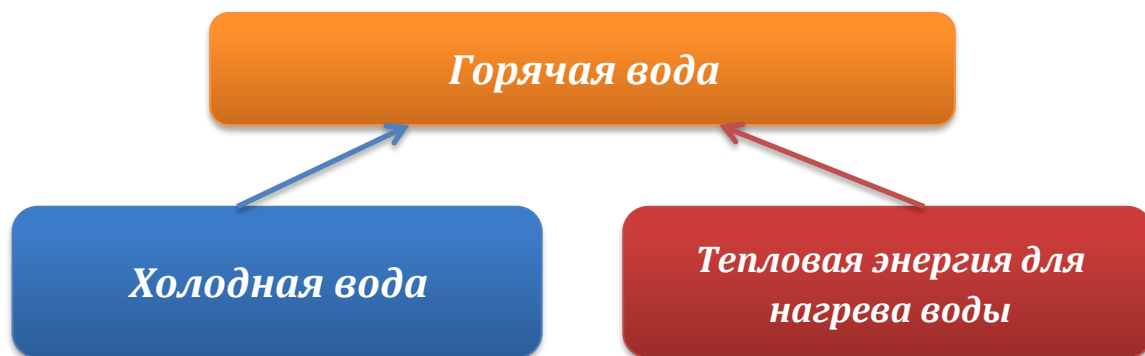 Горячая вода
Холодная вода
Тепловая энергия для
нагрева воды